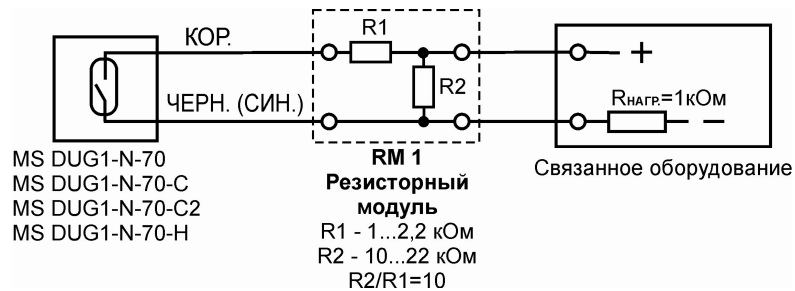 КОР.
ЧЕРН. (СИН.)
R1
R2
+
Rнагр.=1кОм
—
MS DUG1-N-70
MS DUG1-N-70-C
MS DUG1-N-70-C2
MS DUG1-N-70-H
RM 1
Резисторный
модуль
R1 - 1...2,2 кОм
R2 - 10...22 кОм
R2/R1=10
Связанное оборудование